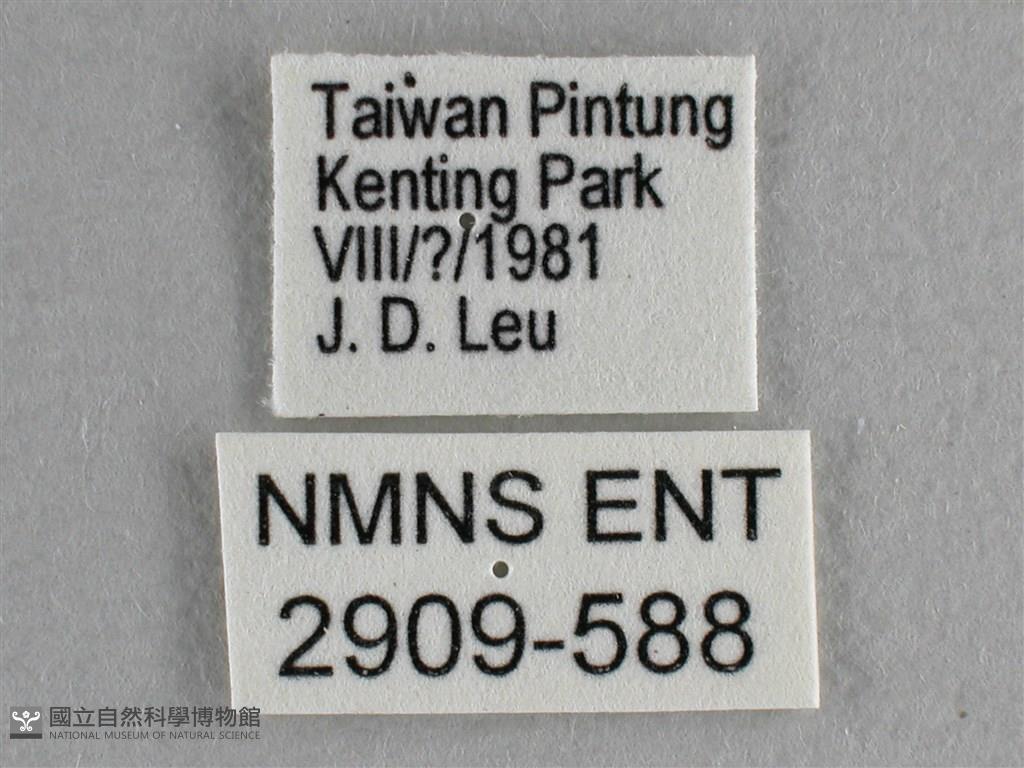 Taiwan Pintung
Kenting Park
VIII/?/1981
J. D. Leu
NMNS ENT
2909-588
國立自然科學博物館
NATIONAL MUSEUM OF NATURAL SCIENCE